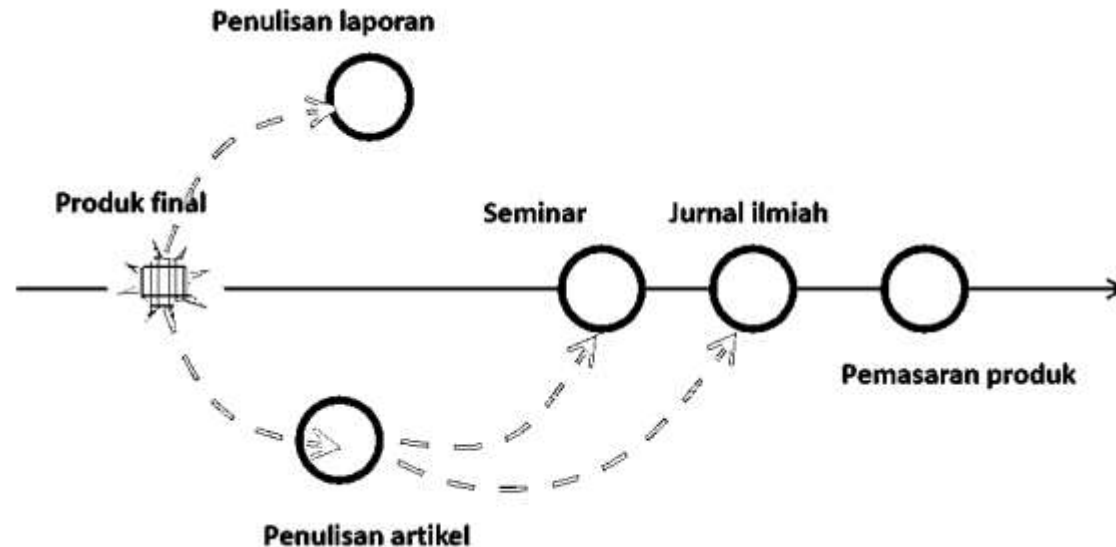 Penulisan laporan
Produk final
Seminar
Jurnal ilmiah
Pemasaran produk
Penulisan artikel